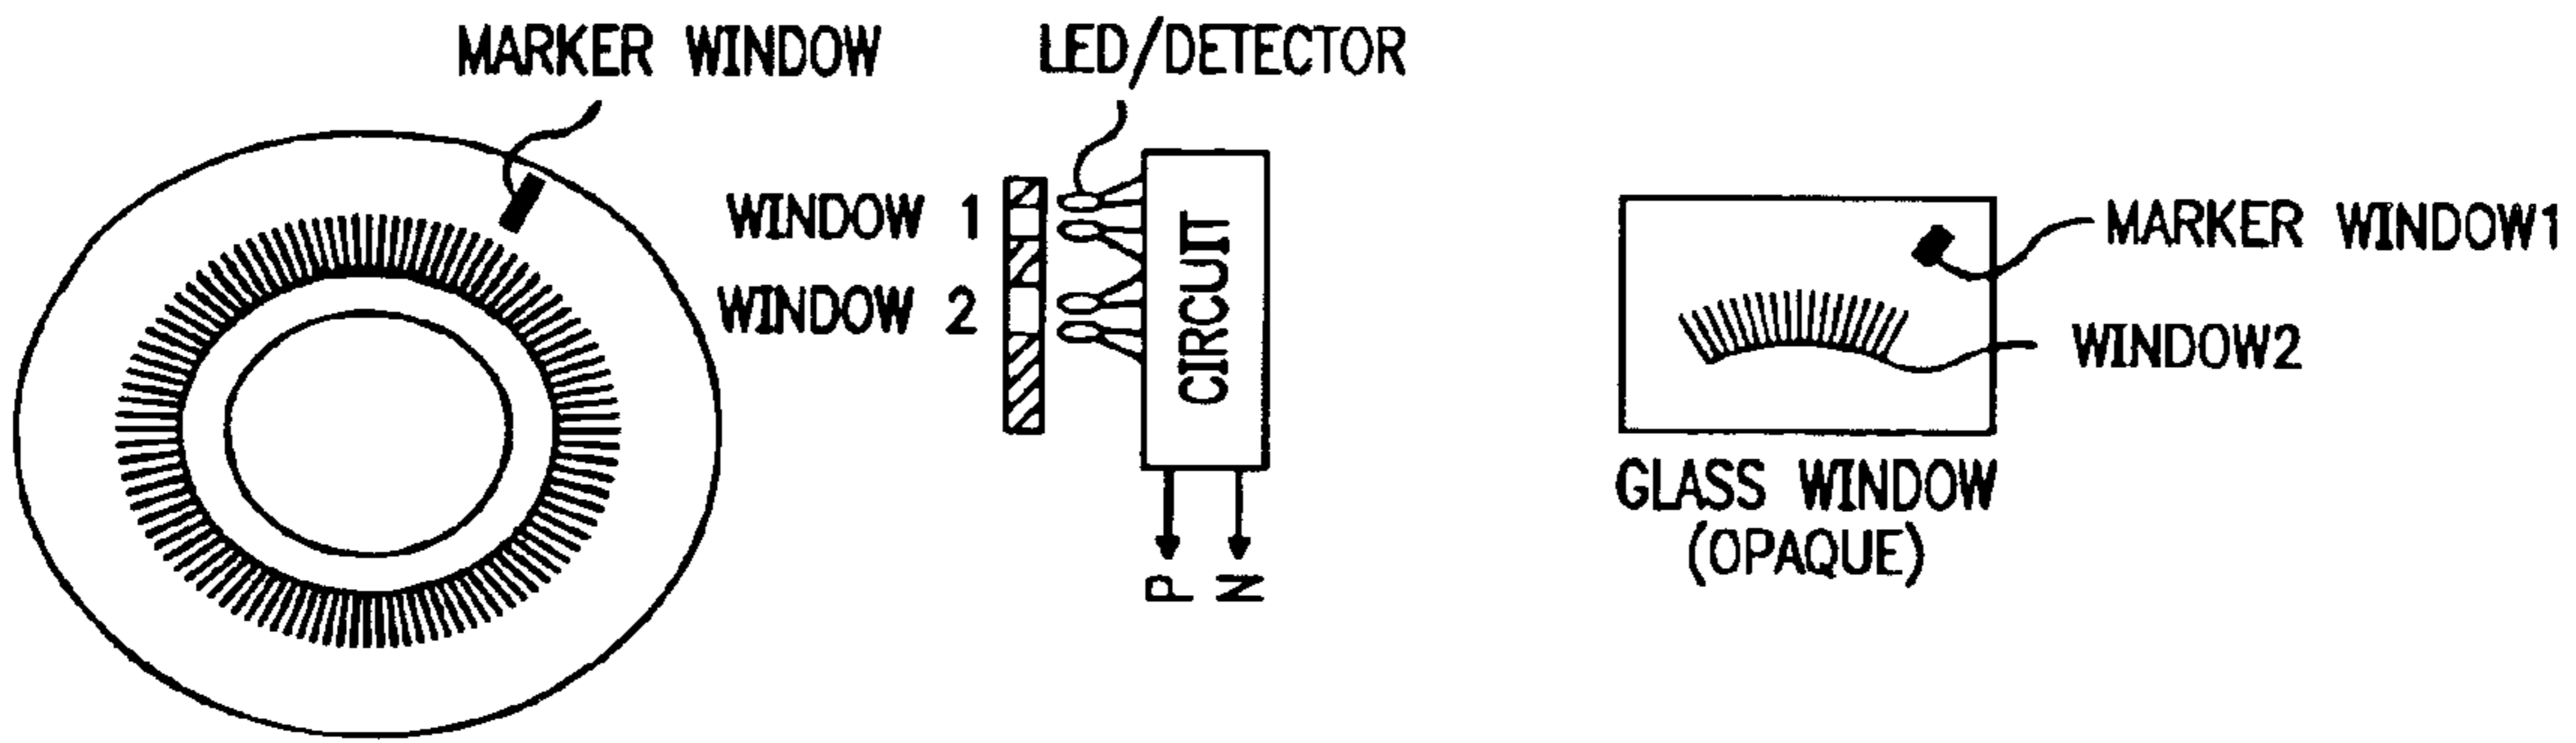 MARKER WINDOW
LED/DETECTOR
WINDOW 1
WINDOW 2
CIRCUIT
P N
MARKER WINDOW1
WINDOW2
GLASS WINDOW
(OPAQUE)